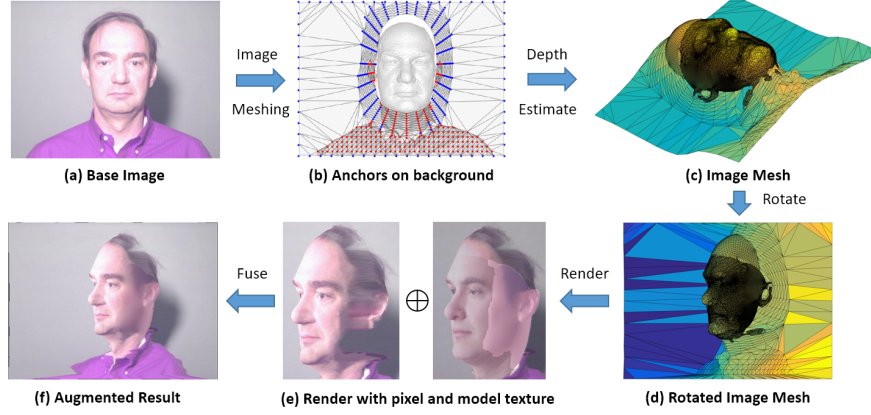 Image
Meshing
Depth
Estimate
(a) Base Image
(b) Anchors on background
(c) Image Mesh
Rotate
Fuse
Render
(f) Augmented Result
(e) Render with pixel and model texture
(d) Rotated Image Mesh